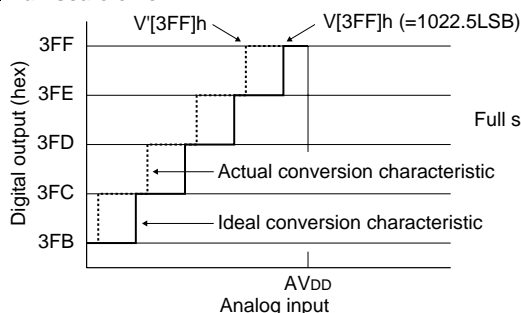 V'[3FF]h
V[3FF]h (=1022.5LSB)
3FF
3FE
3FD
3FC
3FB
Digital output (hex)
Full s
Actual conversion characteristic
Ideal conversion characteristic
AVDD
Analog input